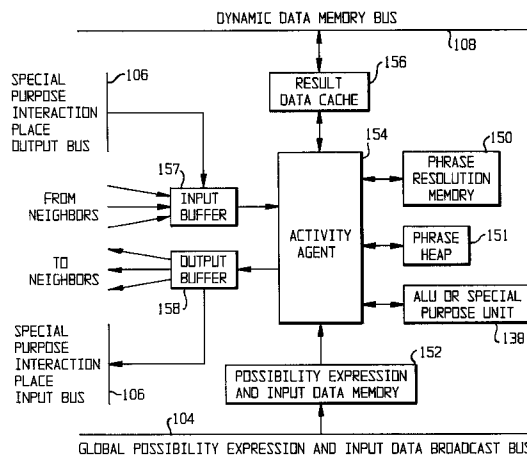 DYNAMIC DATA MEMORY BUS
108
106
SPECIAL
PURPOSE
INTERACTION
PLACE
OUTPUT BUS
156
RESULT
DATA CACHE
154
150
PHRASE
RESOLUTION
MEMORY
157
FROM
NEIGHBORS
INPUT
BUFFER
ACTIVITY
AGENT
151
PHRASE
HEAP
TO
NEIGHBORS
OUTPUT
BUFFER
158
ALU OR SPECIAL
PURPOSE UNIT
138
SPECIAL
PURPOSE
INTERACTION
PLACE
INPUT BUS
106
152
POSSIBILITY EXPRESSION
AND INPUT DATA MEMORY
104
GLOBAL POSSIBILITY EXPRESSION AND INPUT DATA BROADCAST BUS